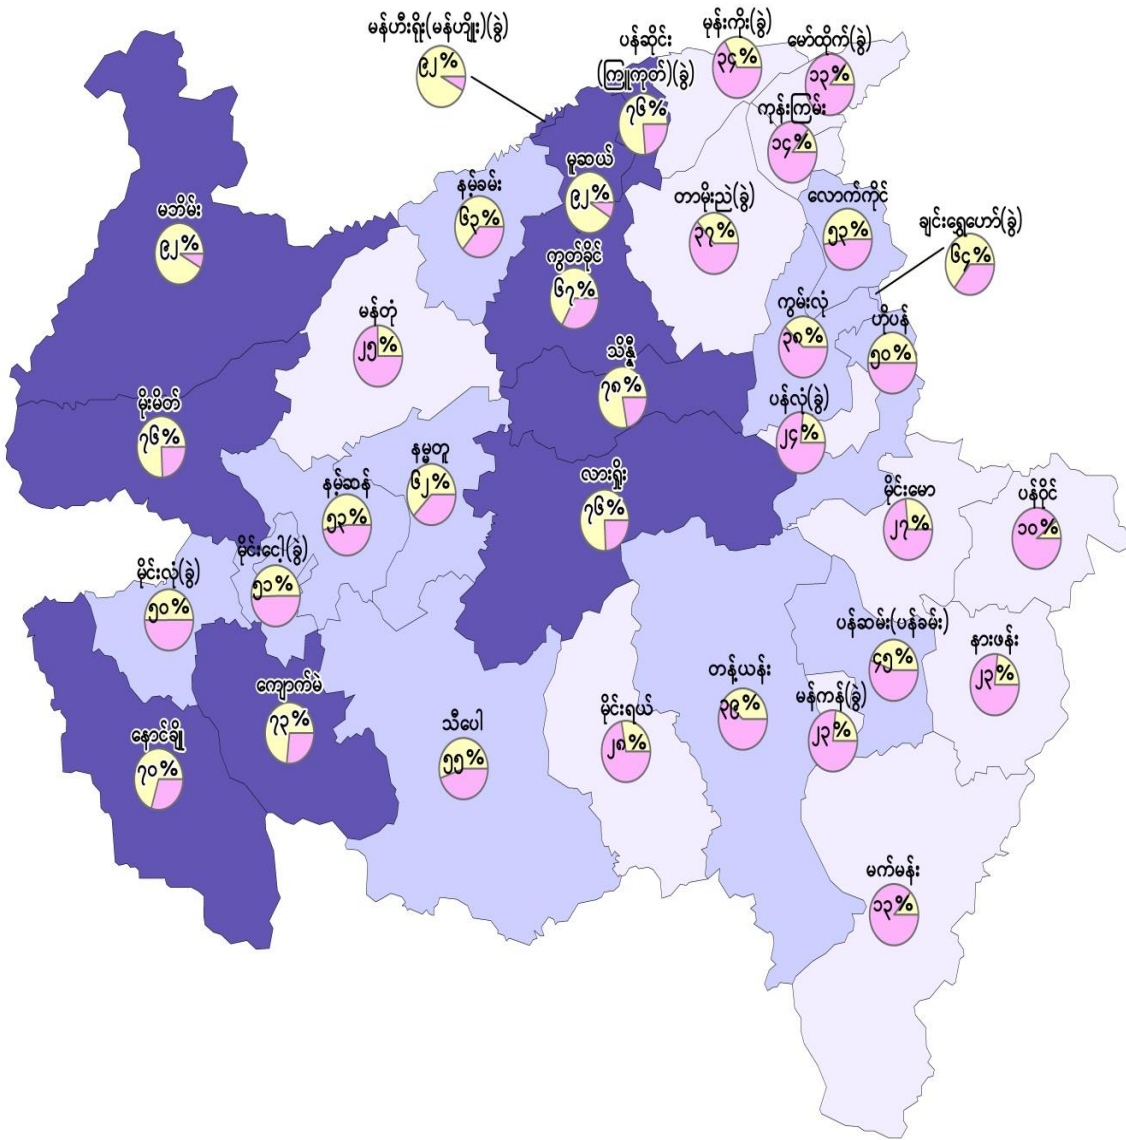 မန်ဟီးရိုး(မန်ဟျိုး)(ခွဲ)
၉၂%
ပန်ဆိုင်း
(ကြူကုတ်)(ခွဲ)
၇၆%
မုန်းကိုး(ခွဲ)
၃၄%
မော်ထိုက်(ခွဲ)
၁၃%
ကုန်းကြမ်း
၁၄%
မူဆယ်
၉၂%
နမ့်ခမ်း
၆၃%
မဘိမ်း
၉၂%
တာမိုးညဲ(ခွဲ)
၃၇%
လောက်ကိုင်
၅၃%
ချင်းရွှေဟော်(ခွဲ)
၆၄%
ကွတ်ခိုင်
၆၇%
မန်တုံ
၂၅%
ကွမ်းလုံ
၃၈%
ဟိုပန်
၅၀%
သိန္နီ
၇၈%
မိုးမိတ်
၇၆%
ပန်လုံ(ခွဲ)
၂၄%
နမ္မတူ
၆၂%
နမ့်ဆန်
၅၃%
လားရှိုး
၇၆%
မိုင်းမော
၂၇%
ပန်ဝိုင်
၁၀%
မိုင်းငေါ့(ခွဲ)
၅၁%
မိုင်းလုံ(ခွဲ)
၅၀%
ပန်ဆမ်း(ပန်ခမ်း)
၄၅%
နားဖန်း
၂၃%
ကျောက်မဲ
၇၃%
တန့်ယန်း
၃၉%
မန်ကန်(ခွဲ)
၂၃%
မိုင်းရယ်
၂၈%
သီပေါ
၅၅%
နောင်ချို
၇၀%
မက်မန်း
၁၃%